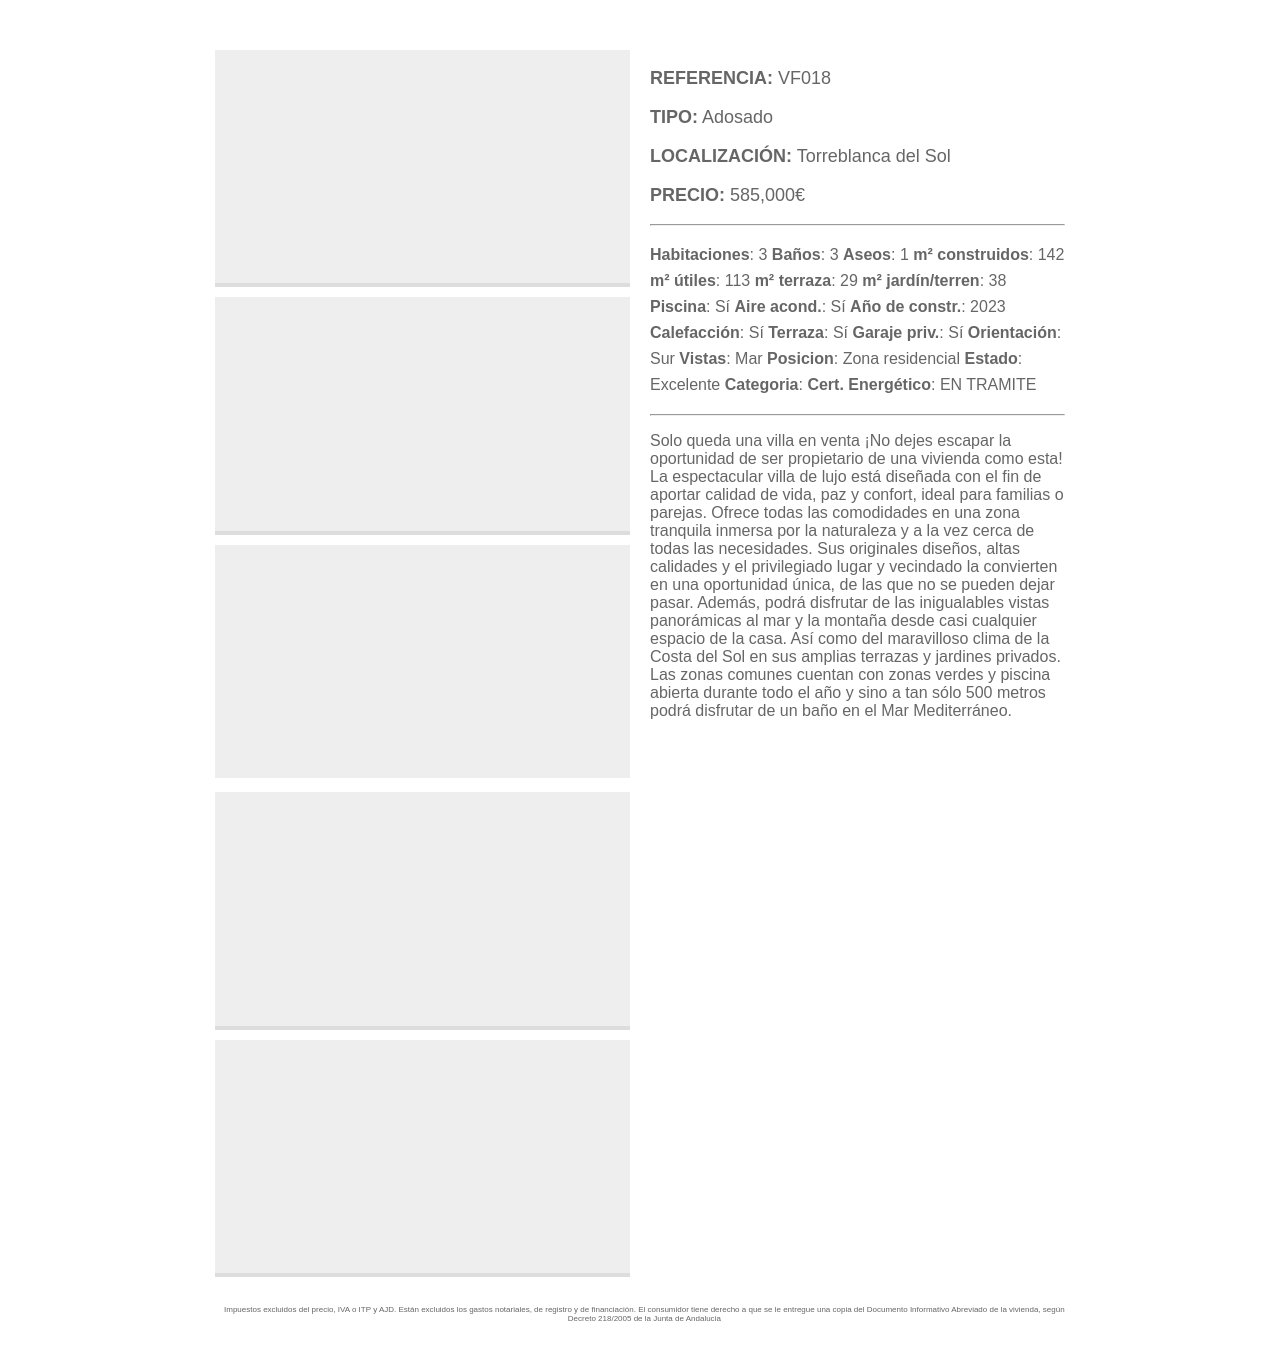 REFERENCIA: VF018
TIPO: Adosado
LOCALIZACIÓN: Torreblanca del Sol
PRECIO: 585,000€
Habitaciones: 3 Baños: 3 Aseos: 1 m² construidos: 142
m² útiles: 113 m² terraza: 29 m² jardín/terren: 38
Piscina: Sí Aire acond.: Sí Año de constr.: 2023
Calefacción: Sí Terraza: Sí Garaje priv.: Sí Orientación:
Sur Vistas: Mar Posicion: Zona residencial Estado:
Excelente Categoria: Cert. Energético: EN TRAMITE
Solo queda una villa en venta ¡No dejes escapar la
oportunidad de ser propietario de una vivienda como esta!
La espectacular villa de lujo está diseñada con el fin de
aportar calidad de vida, paz y confort, ideal para familias o
parejas. Ofrece todas las comodidades en una zona
tranquila inmersa por la naturaleza y a la vez cerca de
todas las necesidades. Sus originales diseños, altas
calidades y el privilegiado lugar y vecindado la convierten
en una oportunidad única, de las que no se pueden dejar
pasar. Además, podrá disfrutar de las inigualables vistas
panorámicas al mar y la montaña desde casi cualquier
espacio de la casa. Así como del maravilloso clima de la
Costa del Sol en sus amplias terrazas y jardines privados.
Las zonas comunes cuentan con zonas verdes y piscina
abierta durante todo el año y sino a tan sólo 500 metros
podrá disfrutar de un baño en el Mar Mediterráneo.
Impuestos excluidos del precio, IVA o ITP y AJD. Están excluidos los gastos notariales, de registro y de financiación. El consumidor tiene derecho a que se le entregue una copia del Documento Informativo Abreviado de la vivienda, según
Decreto 218/2005 de la Junta de Andalucia